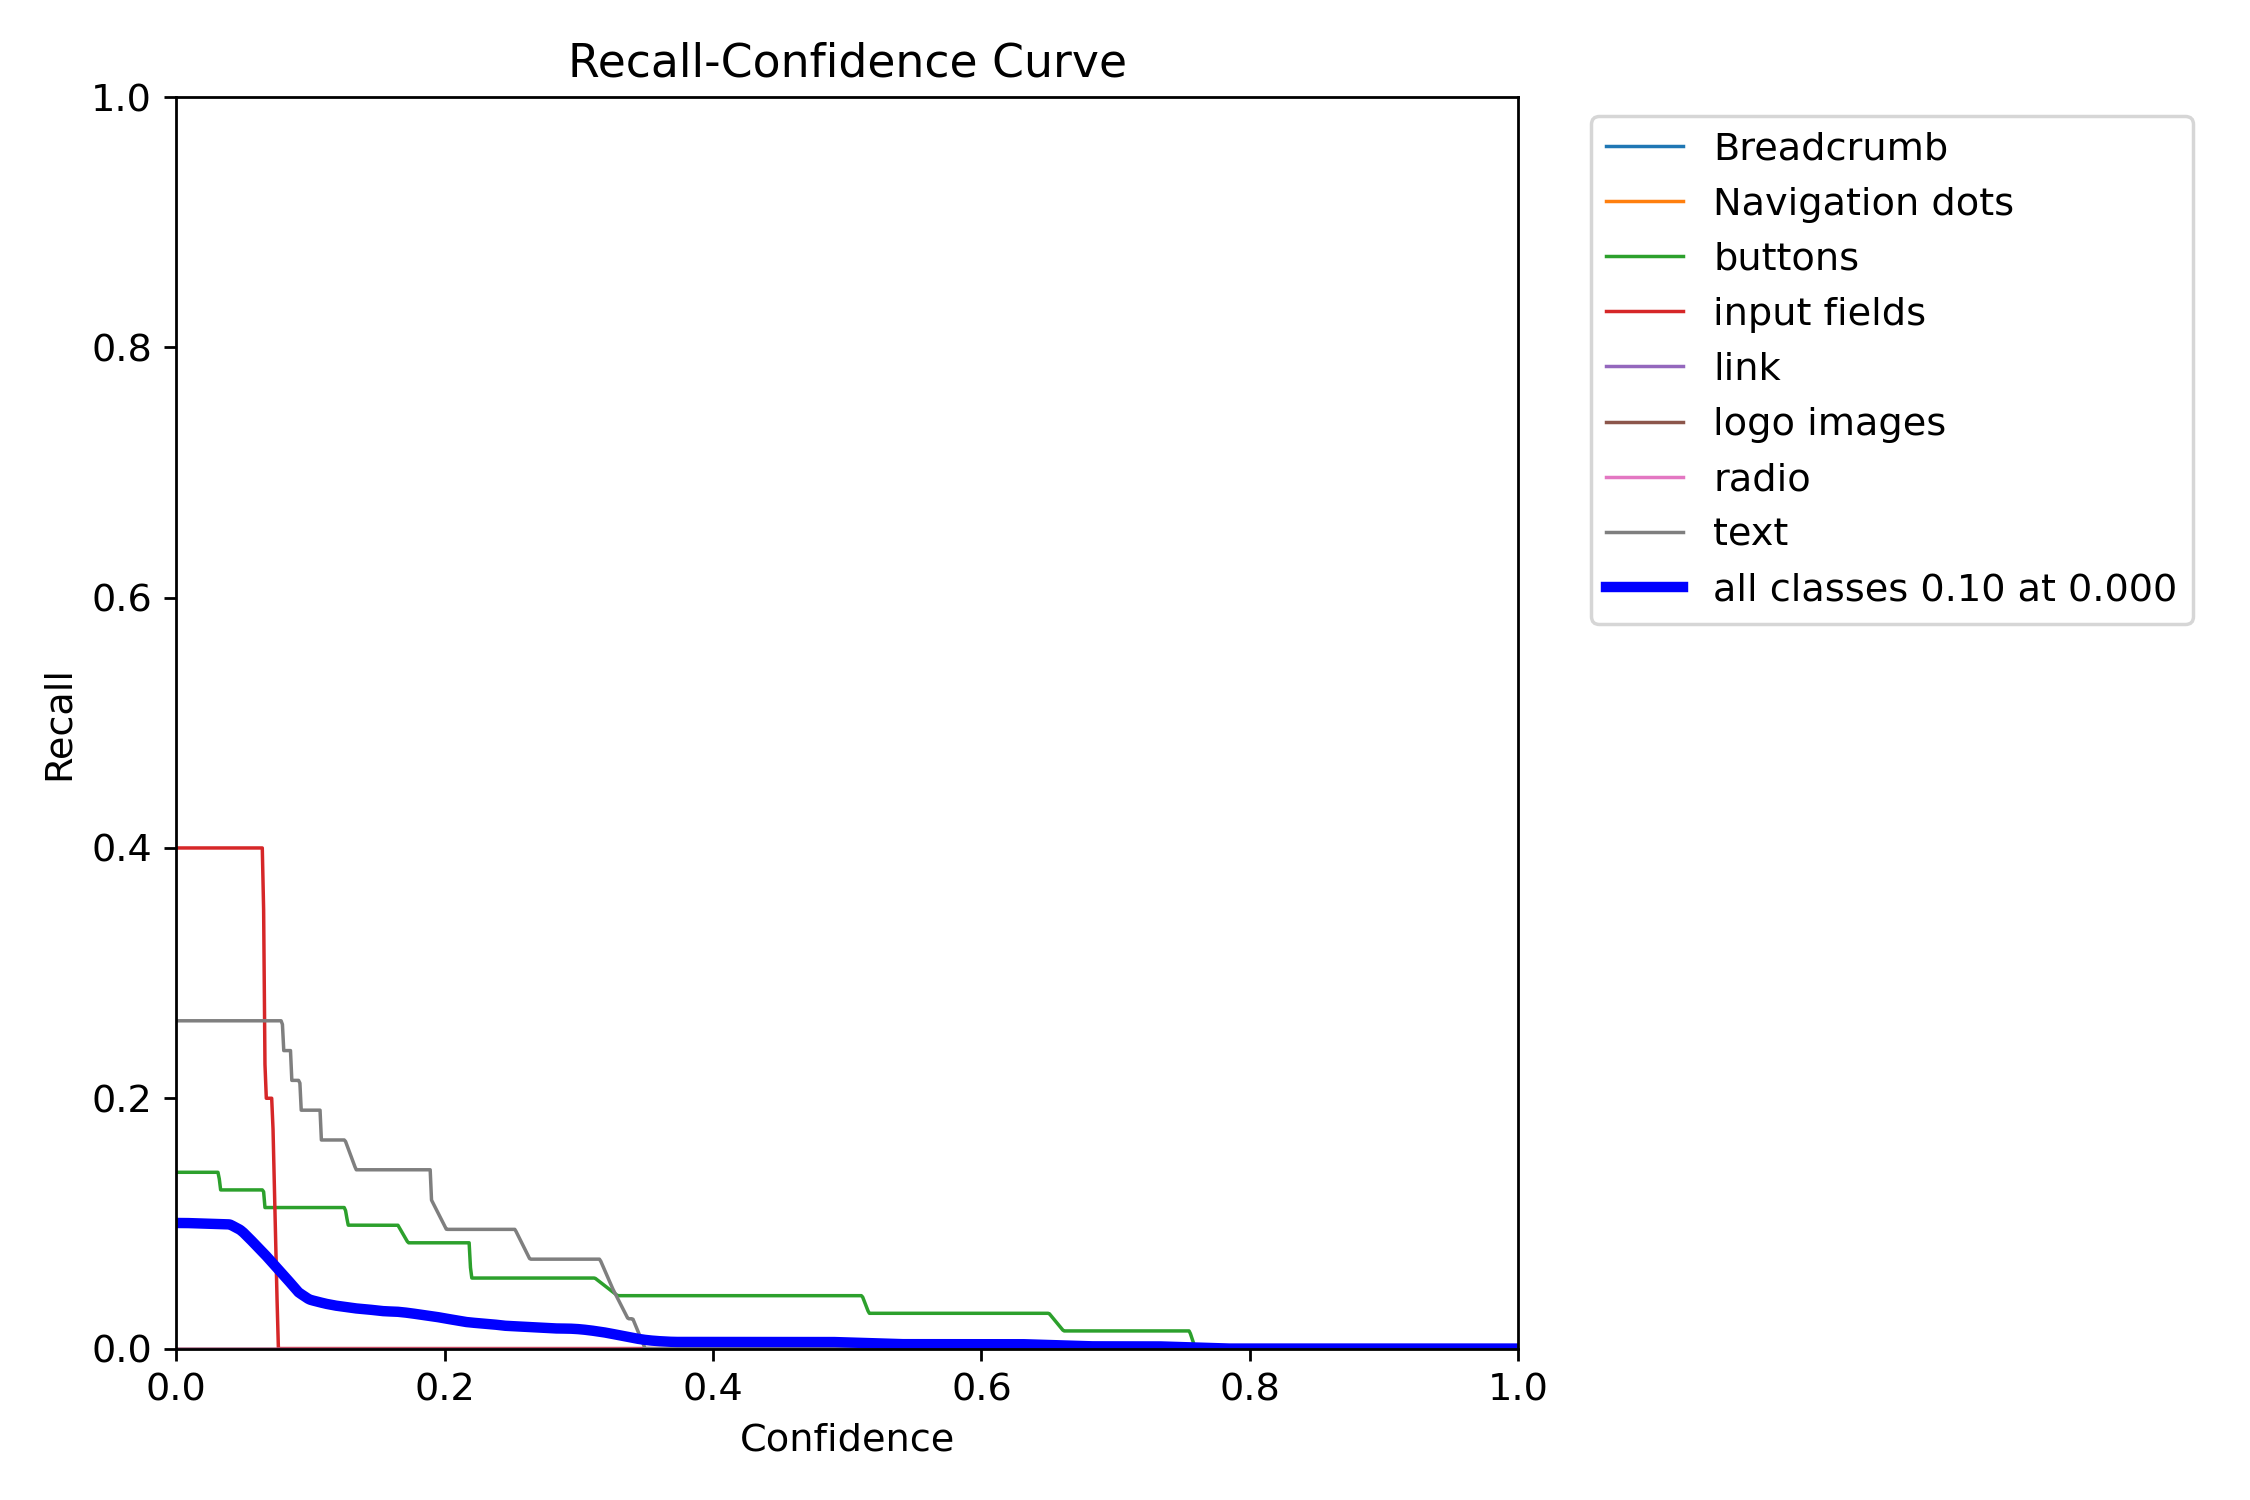 Recall-Confidence Curve
1.0
0.8
0.6
0.4
0.2
0.0
Recall
0.0 0.2 0.4 0.6 0.8 1.0
Confidence
Breadcrumb
Navigation dots
buttons
input fields
link
logo images
radio
text
all classes 0.10 at 0.000